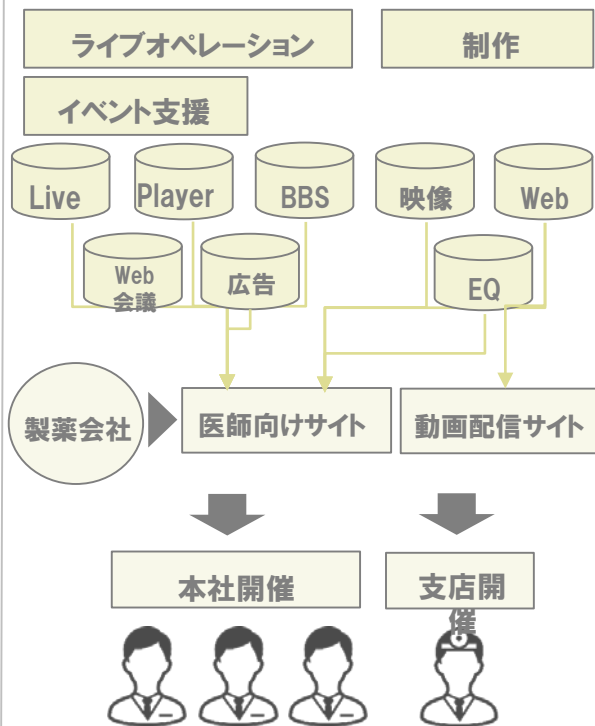 ライブオペレーション
制作
イベント支援
Live
Player
BBS
映像
Web
Web
会議
広告
EQ
製薬会社
医師向けサイト
動画配信サイト
本社開催
支店開
催